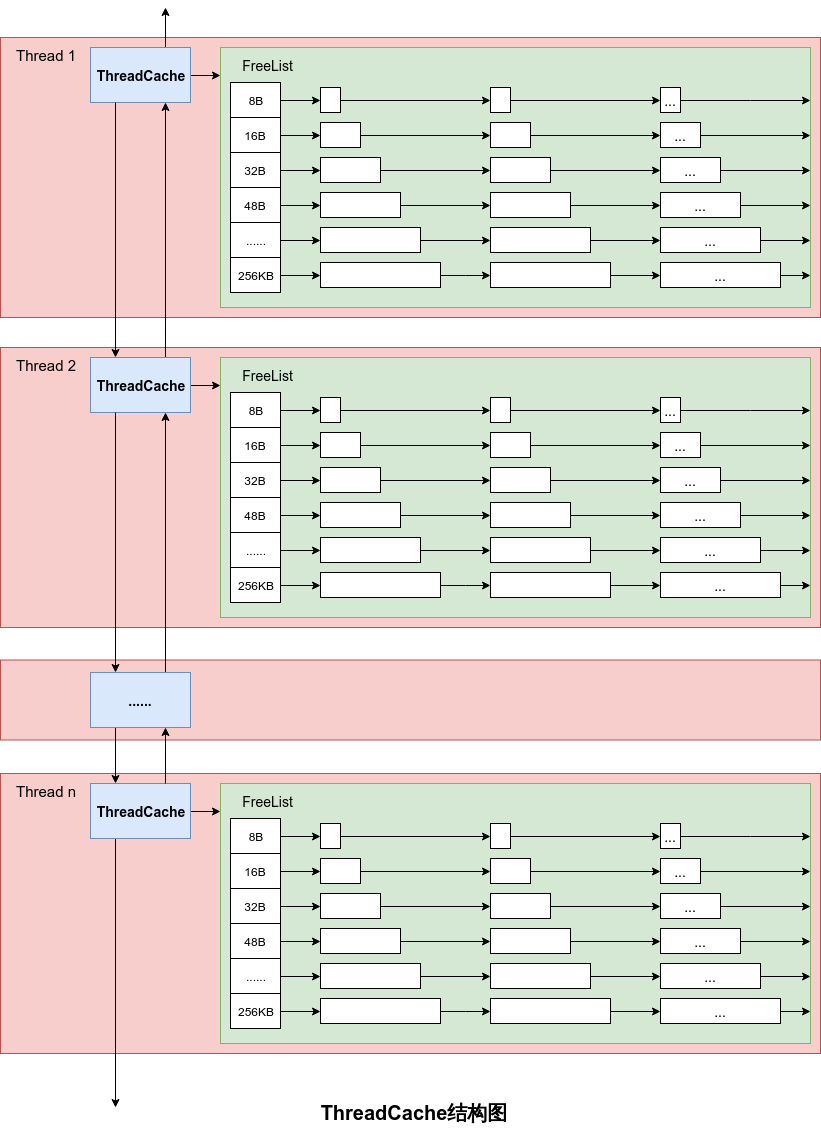 Thread 1
ThreadCache
FreeList
8B
...
16B
...
32B
...
48B
...
......
...
256KB
...
Thread 2
ThreadCache
FreeList
8B
...
16B
...
32B
...
48B
...
......
...
256KB
...
......
Thread n
ThreadCache
FreeList
8B
...
16B
...
32B
...
48B
...
......
...
256KB
...
ThreadCache结构图